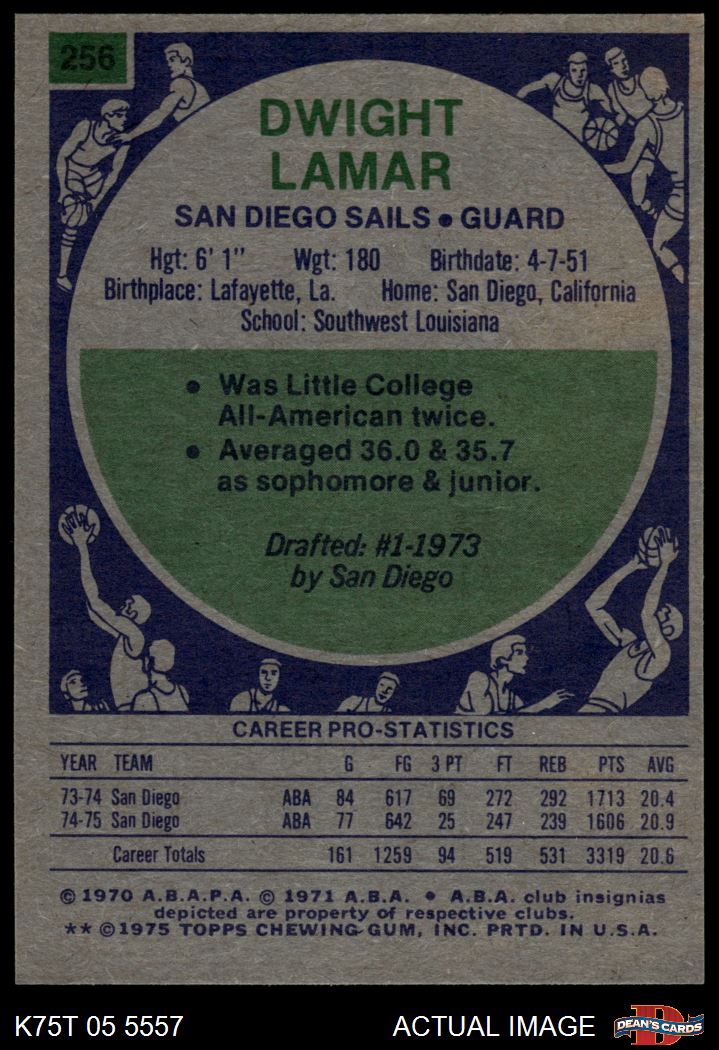 256
DWIGHT
LAMAR
SAN DIEGO SAILS • GUARD
Hgt: 6' 1" Wgt: 180 Birthdate: 4-7-51
Birthplace: Lafayette, La. Home: San Diego, California
School: Southwest Louisiana
• Was Little College
All-American twice.
• Averaged 36.0 & 35.7
as sophomore & junior.
Drafted: #1-1973
by San Diego
CAREER PRO-STATISTICS
YEAR TEAM G FG 3 PT FT REB PTS AVG
73-74 San Diego ABA 84 617 69 272 292 1713 20.4
74-75 San Diego ABA 77 642 25 247 239 1606 20.9
Career Totals 161 1259 94 519 531 3319 20.6
© 1970 A.B.A.P.A. © 1971 A.B.A. • A.B.A. club insignias
depicted are property of respective clubs.
** © 1975 TOPPS CHEWING GUM, INC. PRTD. IN U.S.A.
K75T 05 5557 ACTUAL IMAGE D DEAN'S CARDS